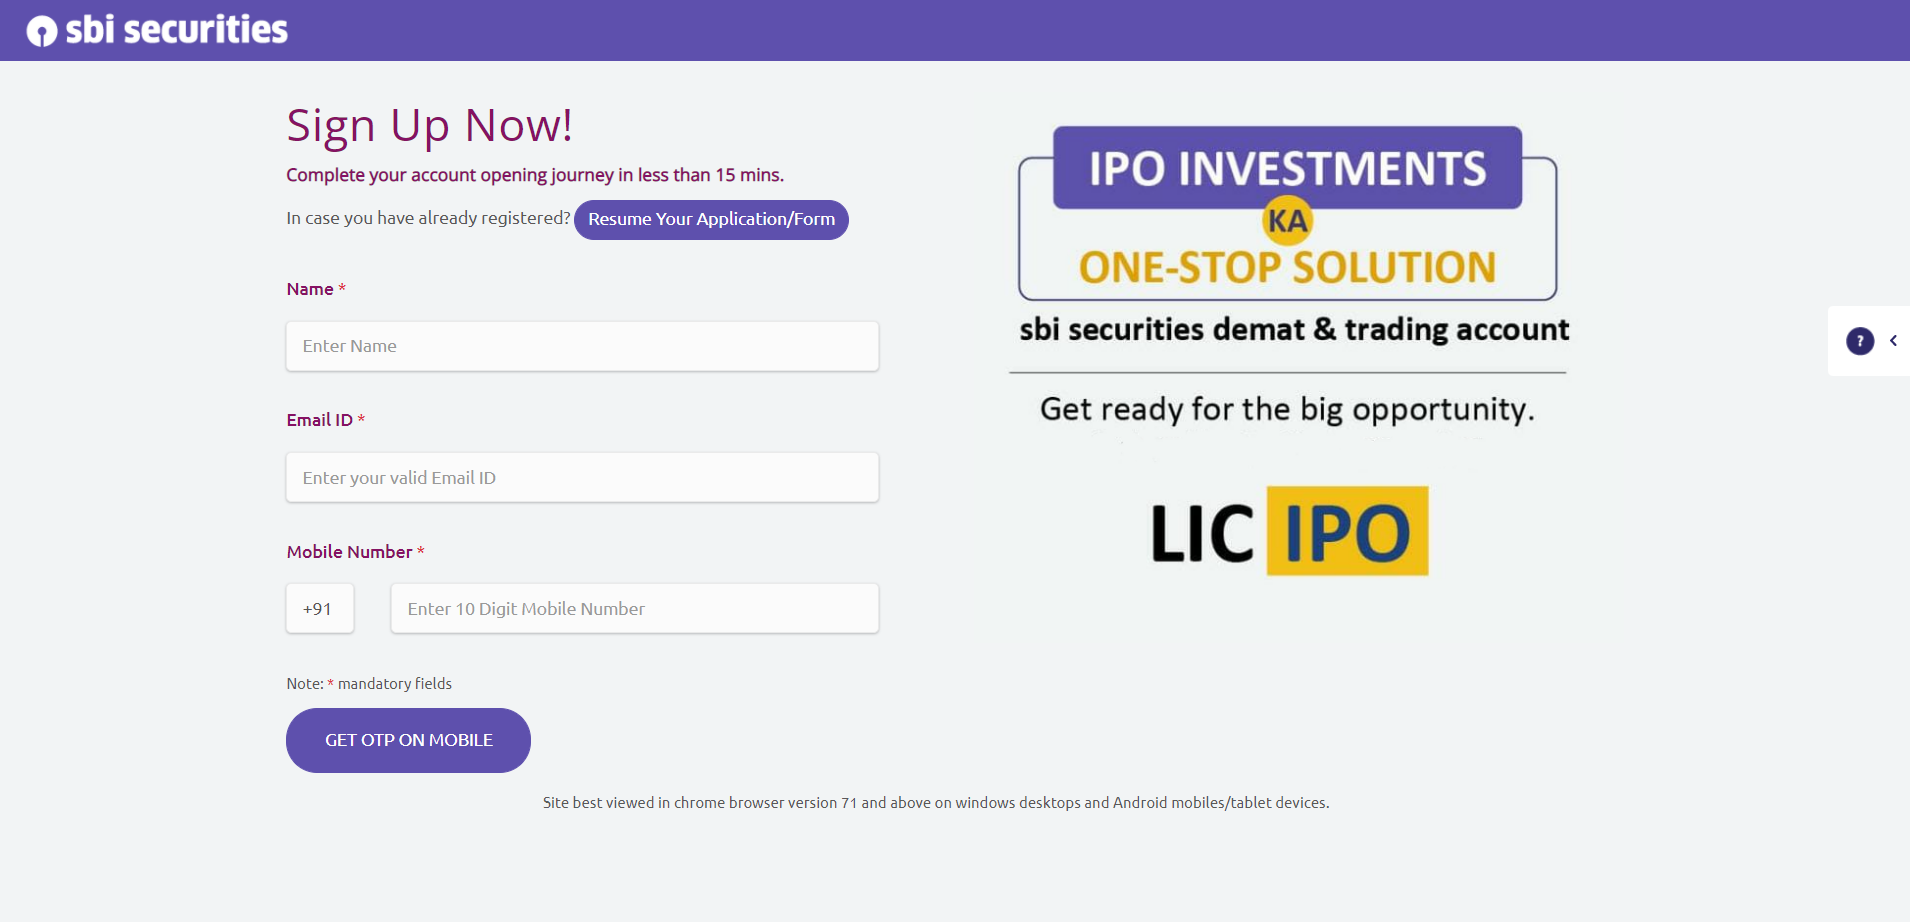 sbi securities
Sign Up Now!
Complete your account opening journey in less than 15 mins.
In case you have already registered? Resume Your Application/Form
Name *
Enter Name
Email ID *
Enter your valid Email ID
Mobile Number *
+91 Enter 10 Digit Mobile Number
Note: * mandatory fields
GET OTP ON MOBILE
IPO INVESTMENTS
KA
ONE-STOP SOLUTION
sbi securities demat & trading account
Get ready for the big opportunity.
LIC IPO
?
Site best viewed in chrome browser version 71 and above on windows desktops and Android mobiles/tablet devices.